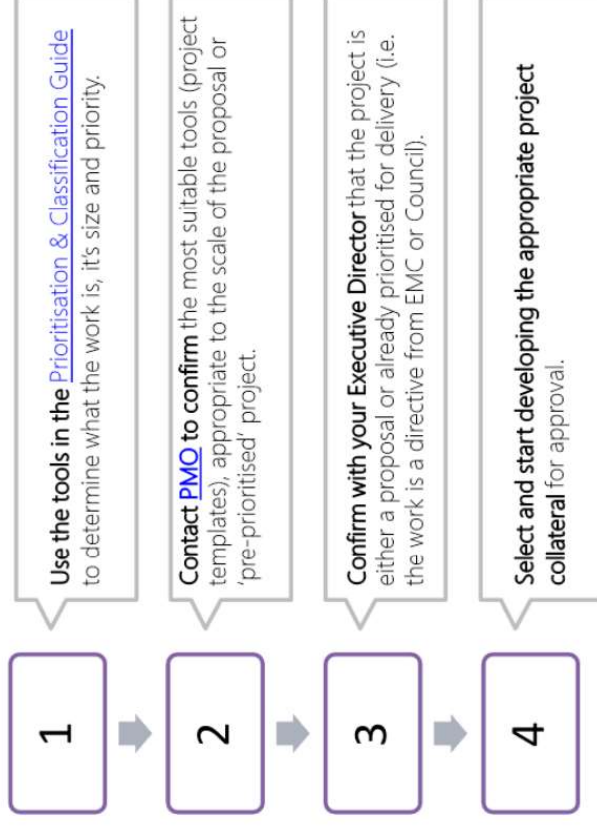 1
Use the tools in the Prioritisation & Classification Guide
to determine what the work is, it's size and priority.
2
Contact PMO to confirm the most suitable tools (project
templates), appropriate to the scale of the proposal or
'pre-prioritised' project.
3
Confirm with your Executive Director that the project is
either a proposal or already prioritised for delivery (i.e.
the work is a directive from EMC or Council).
4
Select and start developing the appropriate project
collateral for approval.